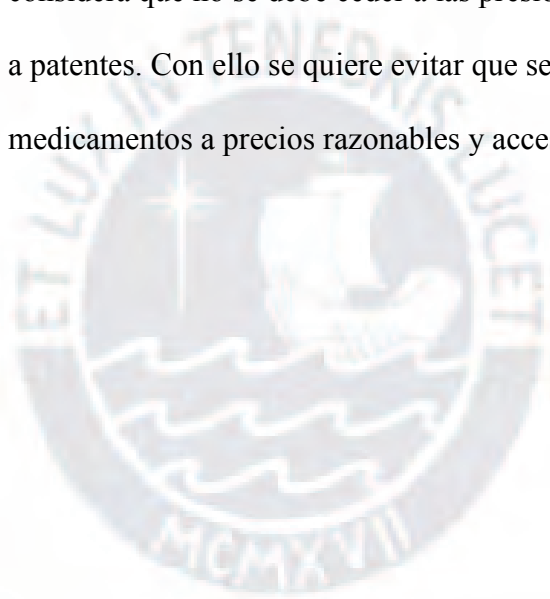 considera que no se debe ceder a las presio
a patentes. Con ello se quiere evitar que se
medicamentos a precios razonables y acce
ET LUX IN TENEBRIS LUCET
MCMXVII